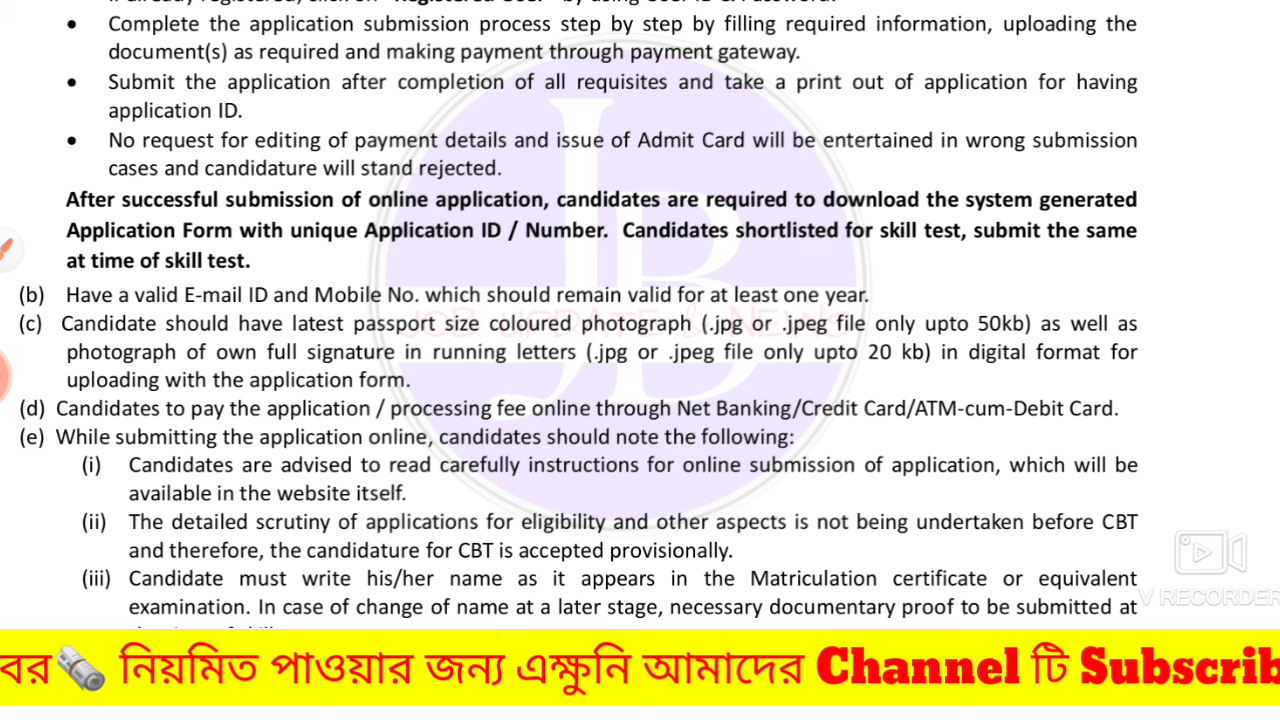 • Complete the application submission process step by step by filling required information, uploading the
document(s) as required and making payment through payment gateway.
• Submit the application after completion of all requisites and take a print out of application for having
application ID.
• No request for editing of payment details and issue of Admit Card will be entertained in wrong submission
cases and candidature will stand rejected.
After successful submission of online application, candidates are required to download the system generated
Application Form with unique Application ID / Number. Candidates shortlisted for skill test, submit the same
at time of skill test.
(b) Have a valid E-mail ID and Mobile No. which should remain valid for at least one year.
(c) Candidate should have latest passport size coloured photograph (.jpg or .jpeg file only upto 50kb) as well as
photograph of own full signature in running letters (.jpg or .jpeg file only upto 20 kb) in digital format for
uploading with the application form.
(d) Candidates to pay the application / processing fee online through Net Banking/Credit Card/ATM-cum-Debit Card.
(e) While submitting the application online, candidates should note the following:
(i) Candidates are advised to read carefully instructions for online submission of application, which will be
available in the website itself.
(ii) The detailed scrutiny of applications for eligibility and other aspects is not being undertaken before CBT
and therefore, the candidature for CBT is accepted provisionally.
(iii) Candidate must write his/her name as it appears in the Matriculation certificate or equivalent
examination. In case of change of name at a later stage, necessary documentary proof to be submitted at
JB
JOB UPDATE & NEWS
V RECORDER
বর নিয়মিত পাওয়ার জন্য এক্ষুনি আমাদের Channel টি Subscrib